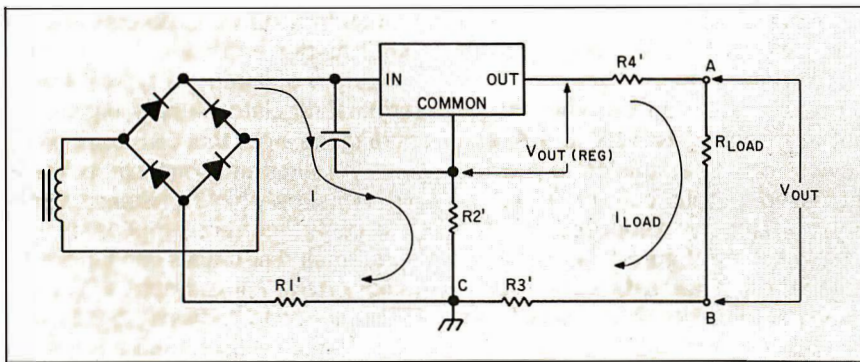 IN
OUT
COMMON
R4'
A
VOUT (REG)
RLOAD
VOUT
I
R2'
ILOAD
R1'
C
R3'
B